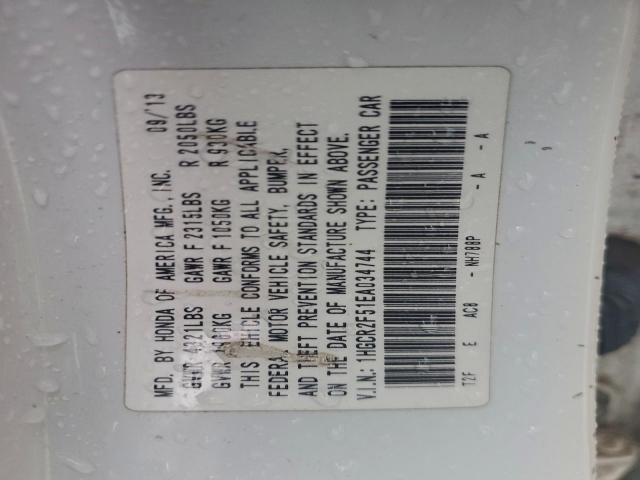 MFD. BY HONDA OF AMERICA MFG., INC. 09/13
GVWR 4321LBS GAWR F 2315LBS R 2050LBS
GVWR GAWR F 1050KG R 930KG
THIS VEHICLE CONFORMS TO ALL APPLICABLE
FEDERAL MOTOR VEHICLE SAFETY, BUMPER,
AND THEFT PREVENTION STANDARDS IN EFFECT
ON THE DATE OF MANUFACTURE SHOWN ABOVE.
V.I.N.: 1HGCR2F51EA034744 TYPE: PASSENGER CAR
T2F E AC8 - NH788P - A - A